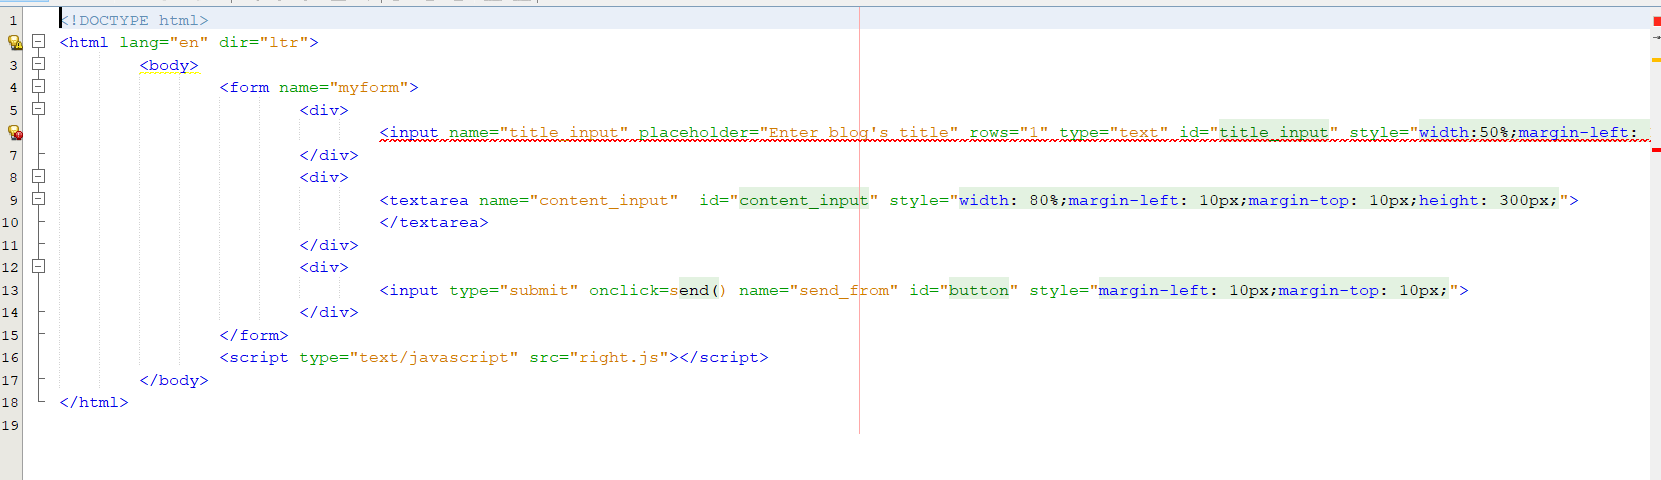 1 <!DOCTYPE html>
<html lang="en" dir="ltr">
3 <body>
4 <form name="myform">
5 <div>
<input name="title_input" placeholder="Enter blog's title" rows="1" type="text" id="title_input" style="width:50%;margin-left:
7 </div>
8 <div>
9 <textarea name="content_input"  id="content_input" style="width: 80%;margin-left: 10px;margin-top: 10px;height: 300px;">
10 </textarea>
11 </div>
12 <div>
13 <input type="submit" onclick=send() name="send_from" id="button" style="margin-left: 10px;margin-top: 10px;">
14 </div>
15 </form>
16 <script type="text/javascript" src="right.js"></script>
17 </body>
18 </html>
19